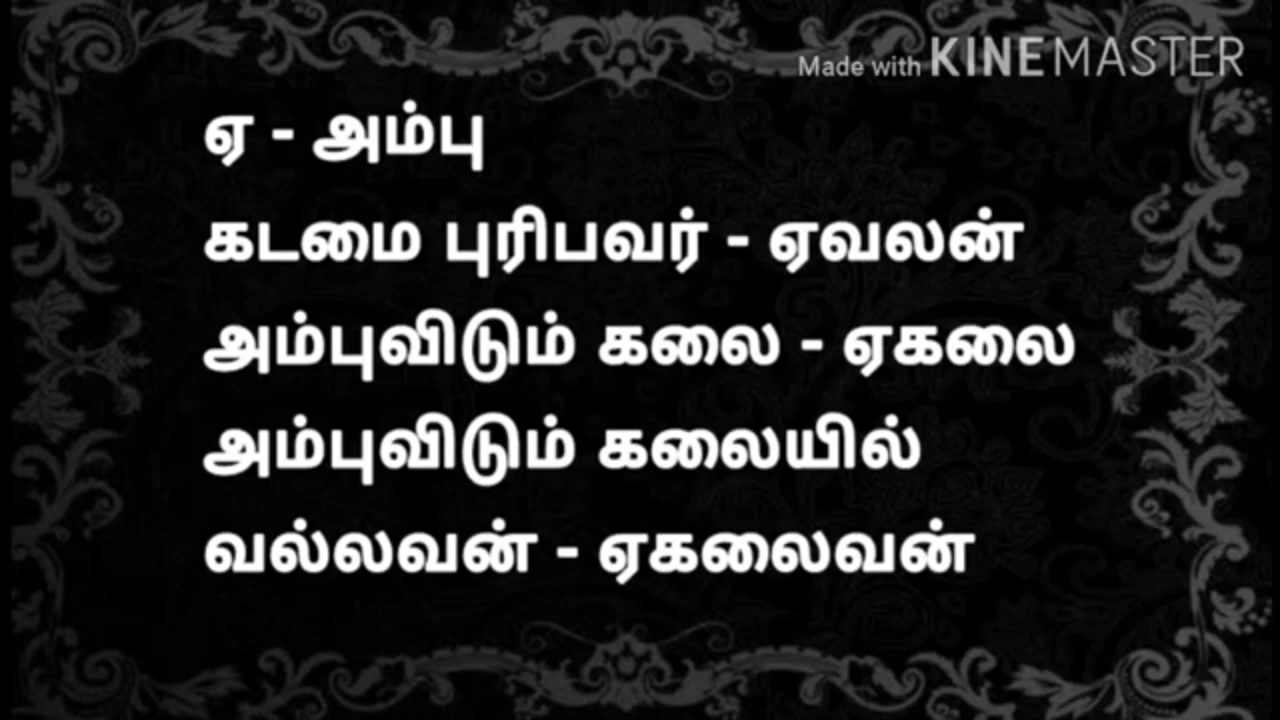 Made with KINEMASTER
ஏ - அம்பு
கடமை புரிபவர் - ஏவலன்
அம்புவிடும் கலை - ஏகலை
அம்புவிடும் கலையில்
வல்லவன் - ஏகலைவன்